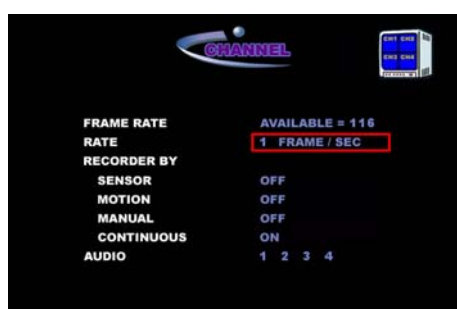 CHANNEL
CH1 CH2
CH3 CH4
FRAME RATE AVAILABLE = 116
RATE 1 FRAME / SEC
RECORDER BY
SENSOR OFF
MOTION OFF
MANUAL OFF
CONTINUOUS ON
AUDIO 1 2 3 4